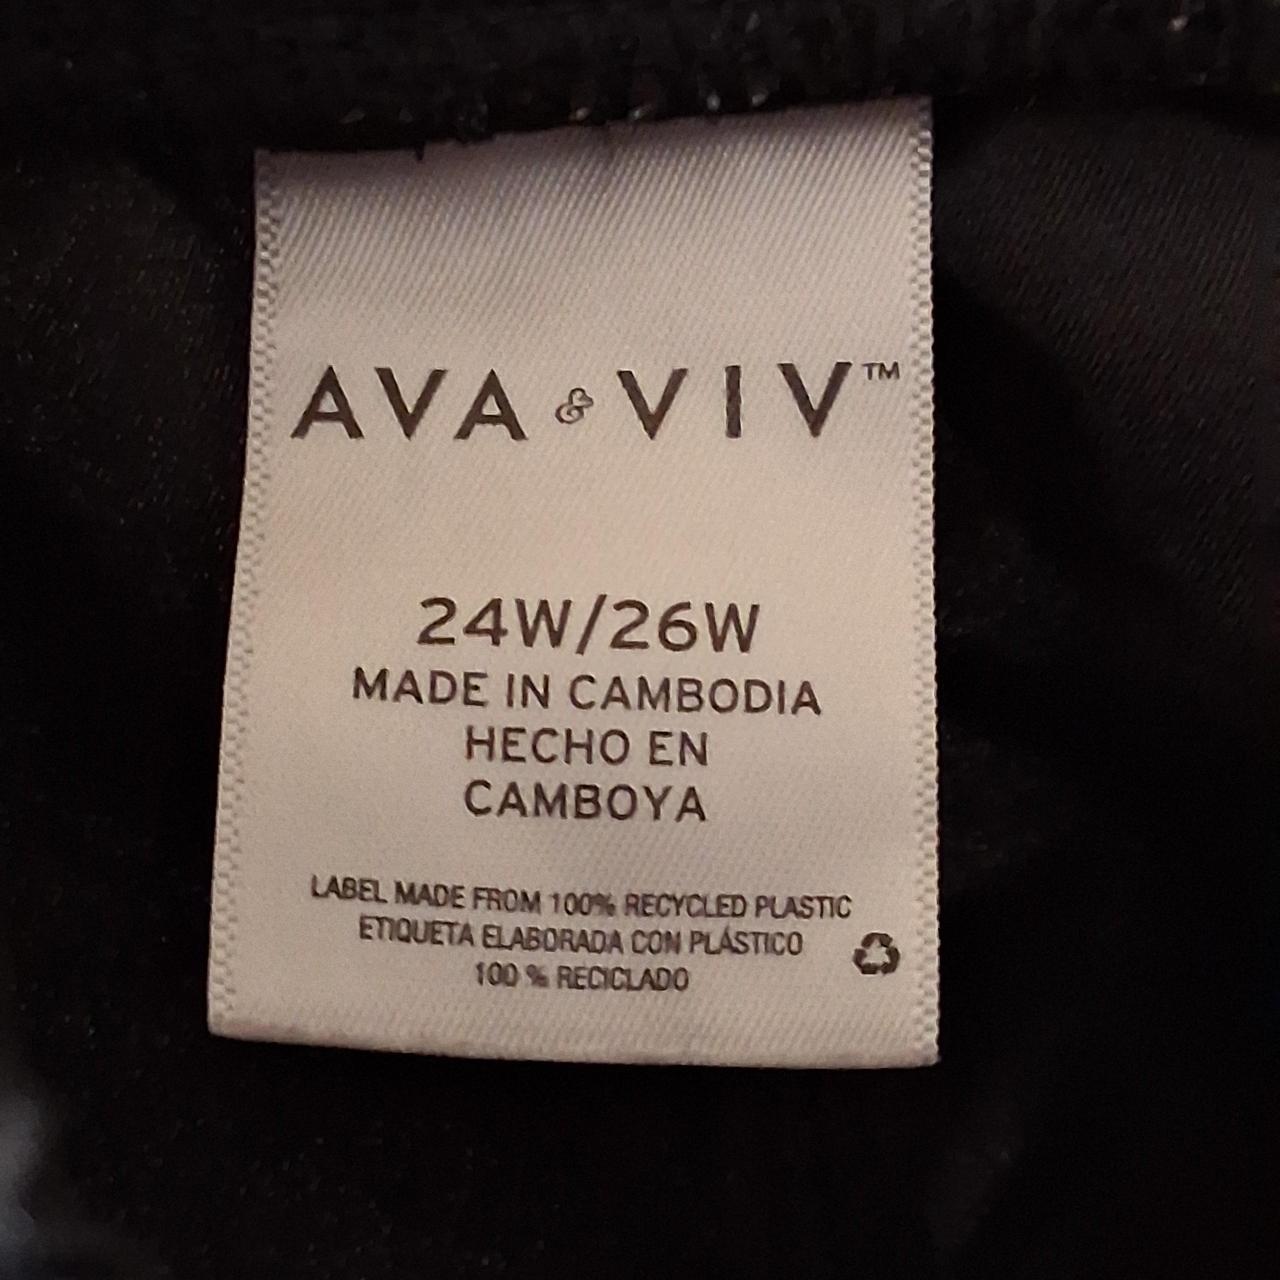 AVA & VIV™
24W/26W
MADE IN CAMBODIA
HECHO EN
CAMBOYA
LABEL MADE FROM 100% RECYCLED PLASTIC
ETIQUETA ELABORADA CON PLÁSTICO
100 % RECICLADO